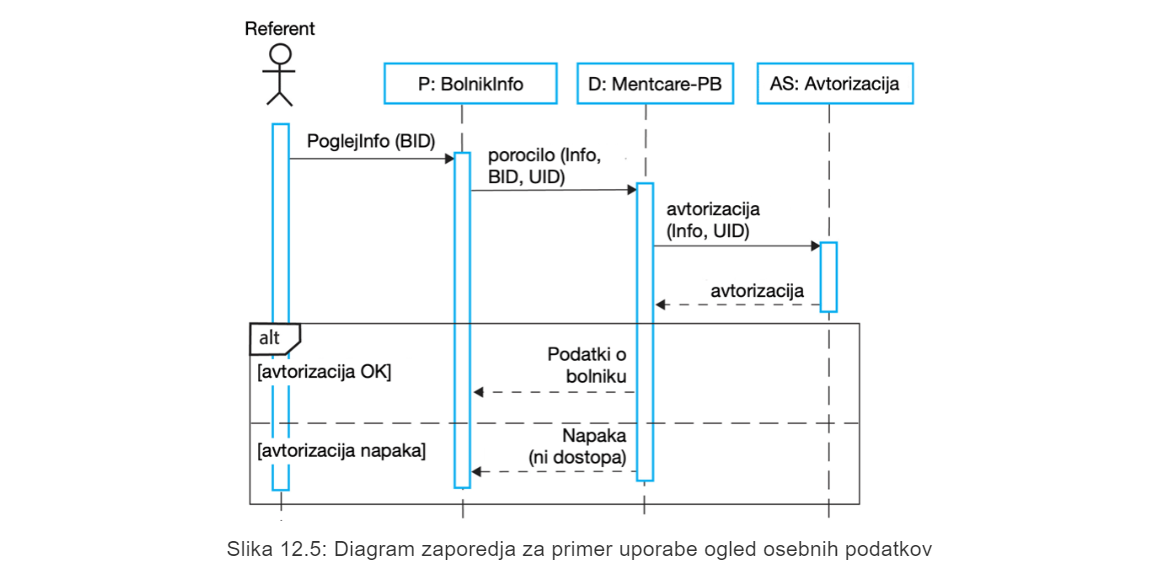 Referent
P: BolnikInfo
D: Mentcare-PB
AS: Avtorizacija
PoglejInfo (BID)
porocilo (Info,
BID, UID)
avtorizacija
(Info, UID)
avtorizacija
alt
[avtorizacija OK]
Podatki o
bolniku
[avtorizacija napaka]
Napaka
(ni dostopa)
Slika 12.5: Diagram zaporedja za primer uporabe ogled osebnih podatkov